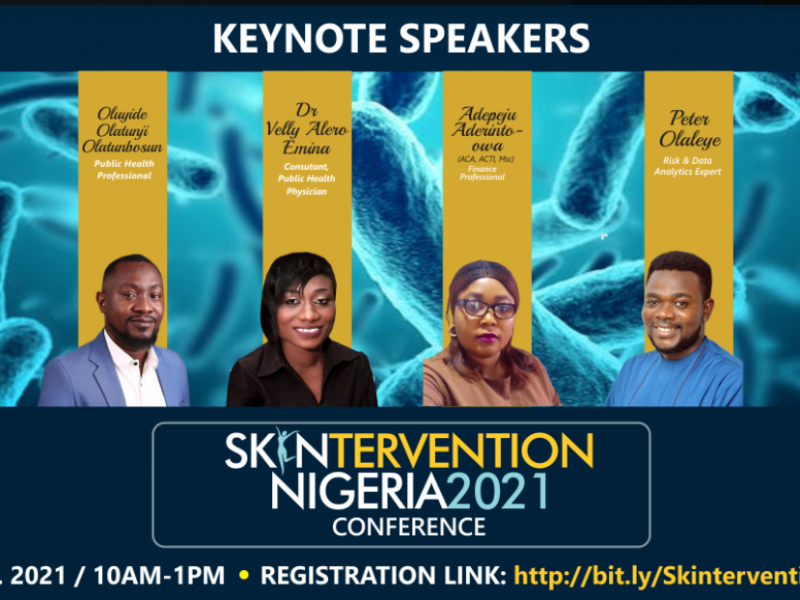 KEYNOTE SPEAKERS
Oluyide
Olatunji
Olatunbosun
Public Health
Professional
Dr
Velly Alero
Emina
Consutant,
Public Health
Physician
Adepeju
Aderinto-
owa
(ACA, ACTI, Msc)
Finance
Professional
Peter
Olaleye
Risk & Data
Analytics Expert
SKINTERVENTION
NIGERIA2021
CONFERENCE
. 2021 / 10AM-1PM • REGISTRATION LINK: http://bit.ly/Skinterventi